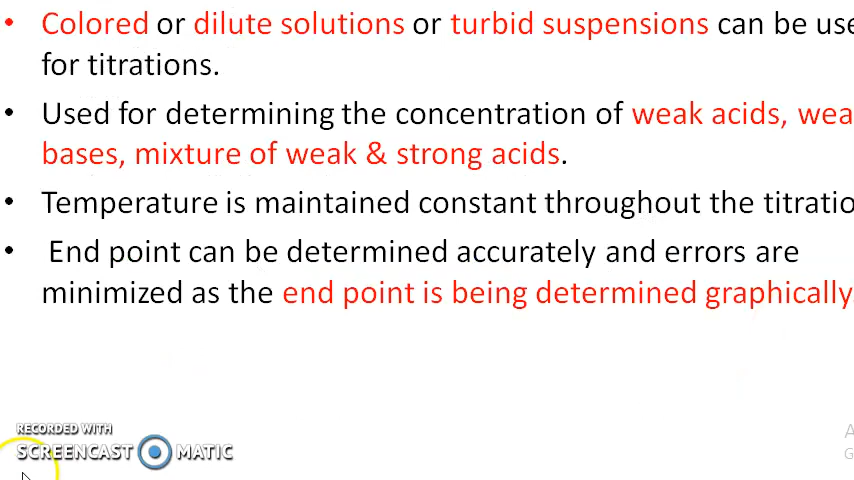 • Colored or dilute solutions or turbid suspensions can be use
for titrations.
• Used for determining the concentration of weak acids, wea
bases, mixture of weak & strong acids.
• Temperature is maintained constant throughout the titratio
• End point can be determined accurately and errors are
minimized as the end point is being determined graphically
RECORDED WITH
SCREENCAST MATIC
A
G